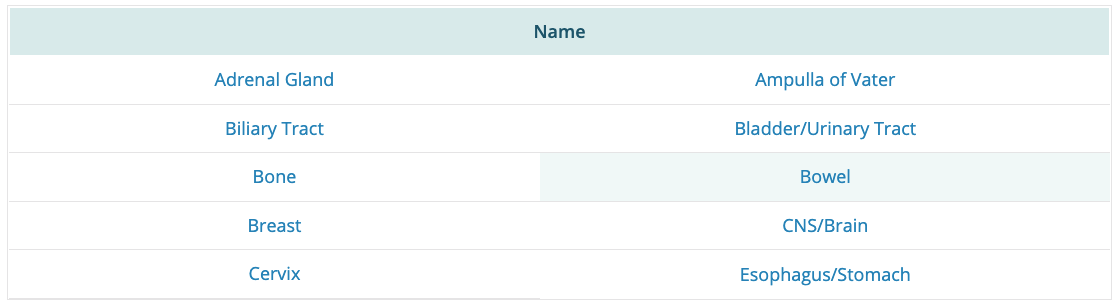 Name
Adrenal Gland Ampulla of Vater
Biliary Tract Bladder/Urinary Tract
Bone Bowel
Breast CNS/Brain
Cervix Esophagus/Stomach